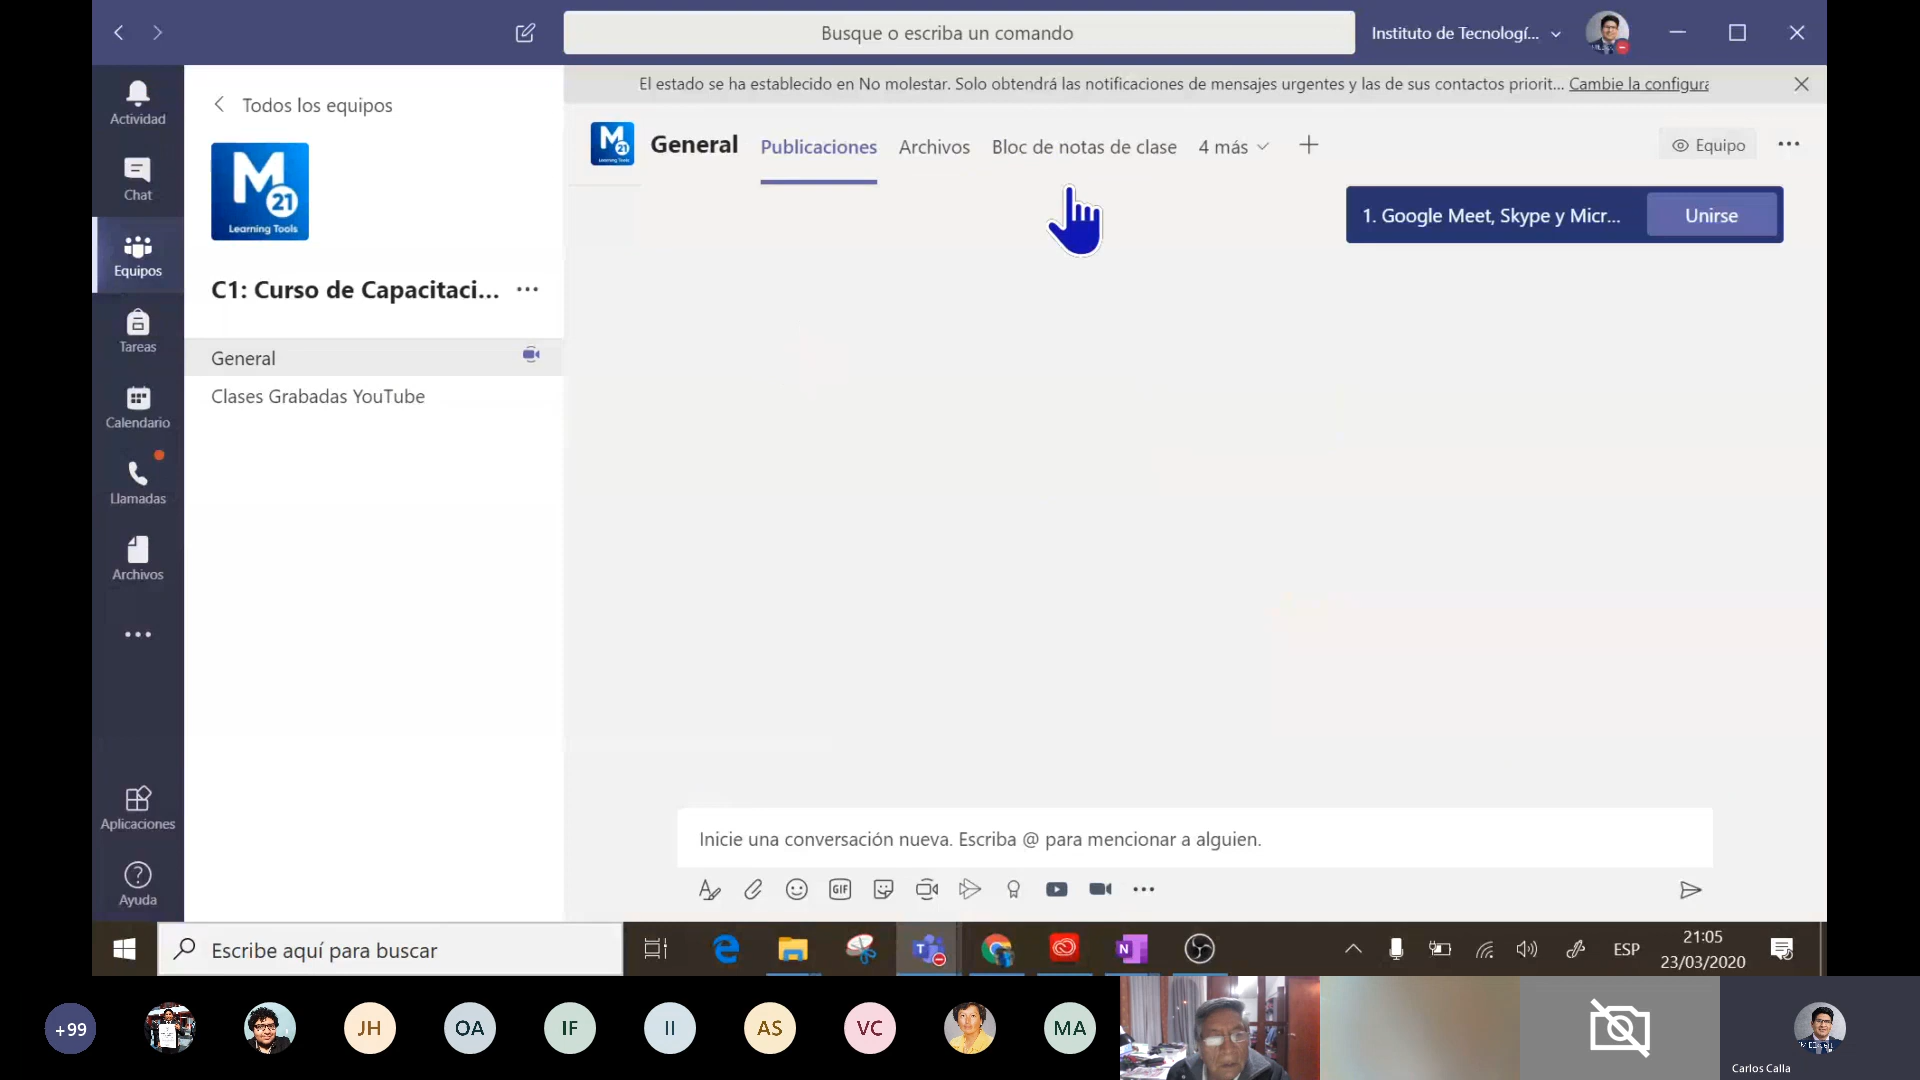 Busque o escriba un comando
Instituto de Tecnologí...
Actividad
Chat
Equipos
Tareas
Calendario
Llamadas
Archivos
Aplicaciones
Ayuda
Todos los equipos
M
21
Learning Tools
C1: Curso de Capacitaci...
General
Clases Grabadas YouTube
El estado se ha establecido en No molestar. Solo obtendrá las notificaciones de mensajes urgentes y las de sus contactos priorit... Cambie la configura
M
21
Learning Tools
General
Publicaciones
Archivos
Bloc de notas de clase
4 más
Equipo
1. Google Meet, Skype y Micr...
Unirse
Inicie una conversación nueva. Escriba @ para mencionar a alguien.
GIF
Escribe aquí para buscar
ESP
21:05
23/03/2020
+99
JH
OA
IF
II
AS
VC
MA
Carlos Calla